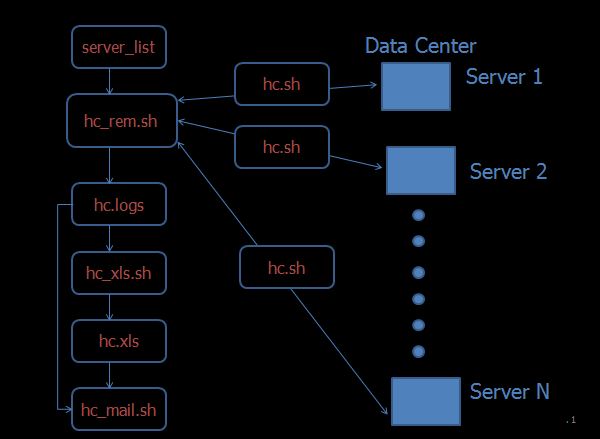 server_list
Data Center
hc.sh
Server 1
hc_rem.sh
hc.sh
Server 2
hc.logs
hc_xls.sh
hc.sh
hc.xls
hc_mail.sh
Server N
.1